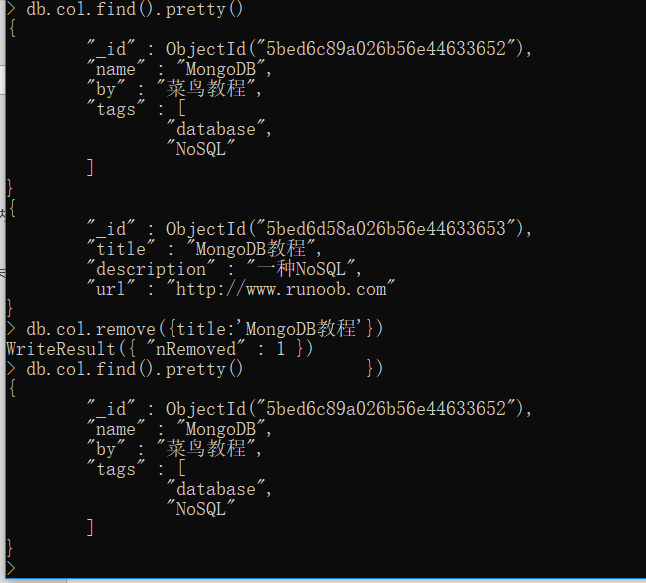 > db.col.find().pretty()
{
        "_id" : ObjectId("5bed6c89a026b56e44633652"),
        "name" : "MongoDB",
        "by" : "菜鸟教程",
        "tags" : [
                "database",
                "NoSQL"
        ]
}
{
        "_id" : ObjectId("5bed6d58a026b56e44633653"),
        "title" : "MongoDB教程",
        "description" : "一种NoSQL",
        "url" : "http://www.runoob.com"
}
> db.col.remove({title:'MongoDB教程'})
WriteResult({ "nRemoved" : 1 })
> db.col.find().pretty()            })
{
        "_id" : ObjectId("5bed6c89a026b56e44633652"),
        "name" : "MongoDB",
        "by" : "菜鸟教程",
        "tags" : [
                "database",
                "NoSQL"
        ]
}
>